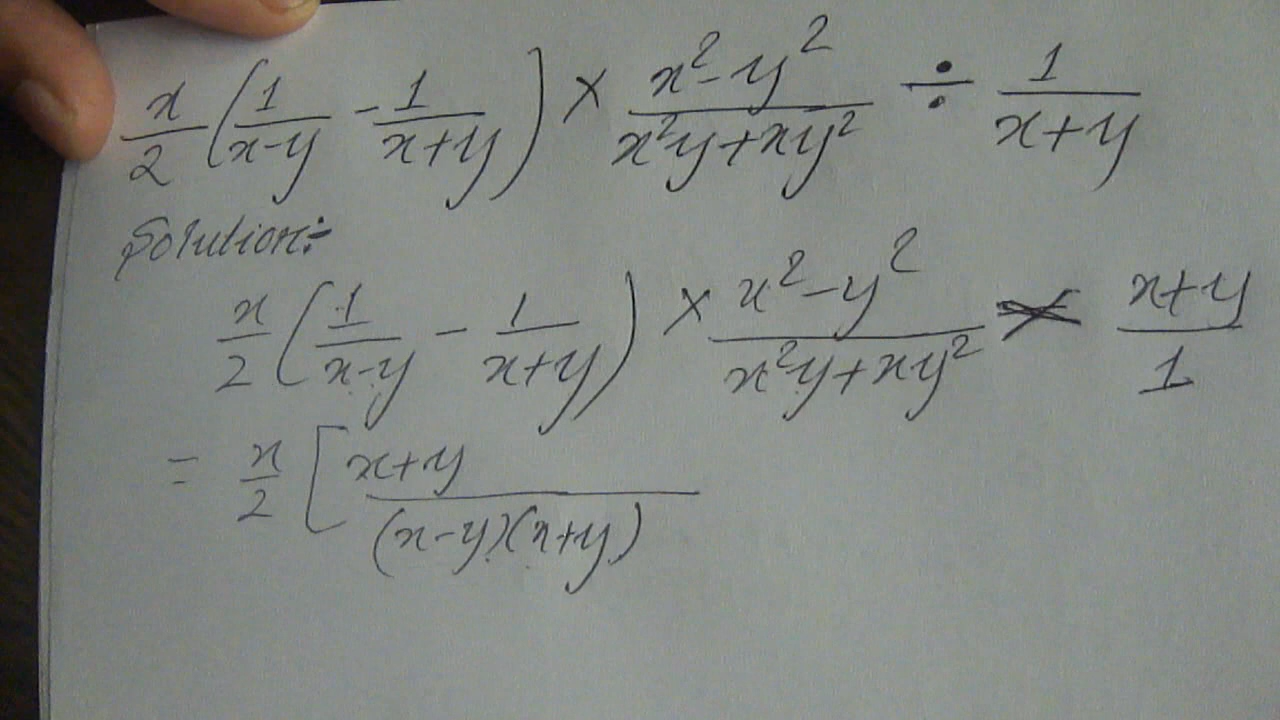 x/2 (1/(x-y) - 1/(x+y)) × (x²-y²)/(x²y+xy²) ÷ 1/(x+y)
Solution:-
x/2 (1/(x-y) - 1/(x+y)) × (x²-y²)/(x²y+xy²) × (x+y)/1
= x/2 [x+y/(x-y)(x+y)